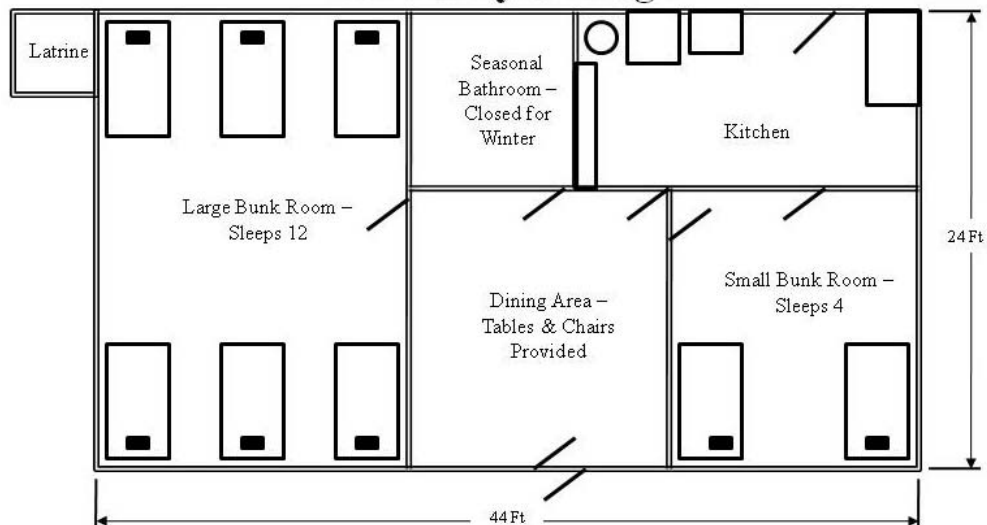 Latrine
Seasonal
Bathroom –
Closed for
Winter
Kitchen
Large Bunk Room –
Sleeps 12
24 Ft
Small Bunk Room –
Sleeps 4
Dining Area –
Tables & Chairs
Provided
44 Ft